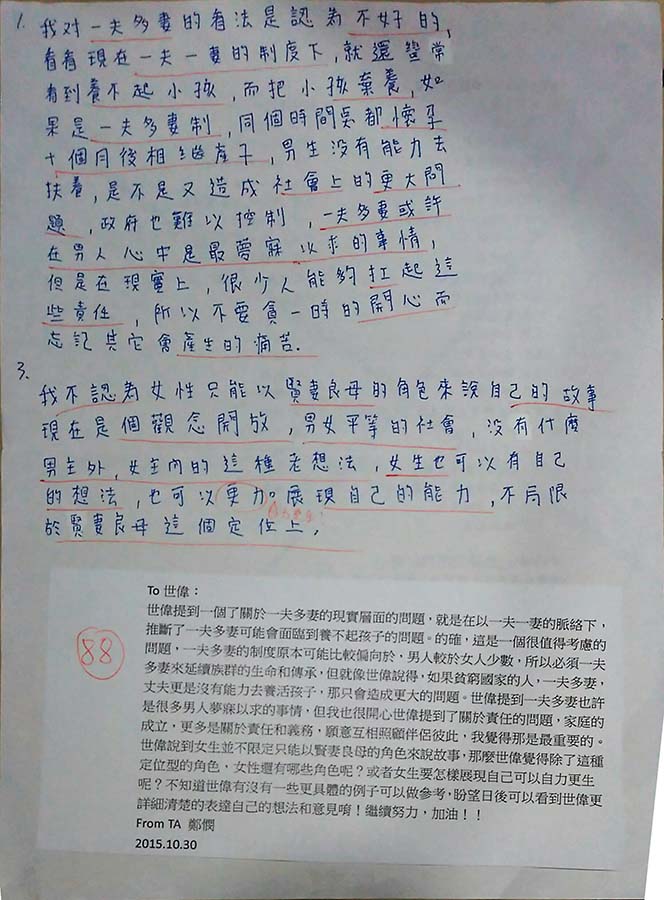 1. 我对一夫多妻的看法是認為不好的,
看看現在一夫一妻的制度下,就還蠻常
看到養不起小孩,而把小孩棄養,如
果是一夫多妻制,同個時間點都懷孕
十個月後相繼產子,男生没有能力去
扶養,是不是又造成社會上的更大問
題,政府也難以控制,一夫多妻或許
在男人心中是最夢寐以求的事情,
但是在現實上,很少人能夠扛起這
些責任,所以不要貪一時的開心而
忘記其它會產生的痛苦.
3.
我不認為女性只能以賢妻良母的角色來說自己的故事
現在是個觀念開放,男女平等的社會,没有什麼
男主外,女主內的這種老想法,女生也可以有自己
的想法,也可以更力。展現自己的能力,不局限
於賢妻良母這個定位上,
88
To 世偉：
世偉提到一個了關於一夫多妻的現實層面的問題，就是在以一夫一妻的脈絡下，
推斷了一夫多妻可能會面臨到養不起孩子的問題。的確，這是一個很值得考慮的
問題，一夫多妻的制度原本可能比較偏向於，男人較於女人少數，所以必須一夫
多妻來延續族群的生命和傳承，但就像世偉說得，如果貧窮國家的人，一夫多妻，
丈夫更是沒有能力去養活孩子，那只會造成更大的問題。世偉提到一夫多妻也許
是很多男人夢寐以求的事情，但我也很開心世偉提到了關於責任的問題，家庭的
成立，更多是關於責任和義務，願意互相照顧伴侶彼此，我覺得那是最重要的。
世偉說到女生並不限定只能以賢妻良母的角色來說故事，那麼世偉覺得除了這種
定位型的角色，女性還有哪些角色呢？或者女生要怎樣展現自己可以自力更生
呢？不知道世偉有沒有一些更具體的例子可以做參考，盼望日後可以看到世偉更
詳細清楚的表達自己的想法和意見唷！繼續努力，加油！！
From TA 鄭憫
2015.10.30